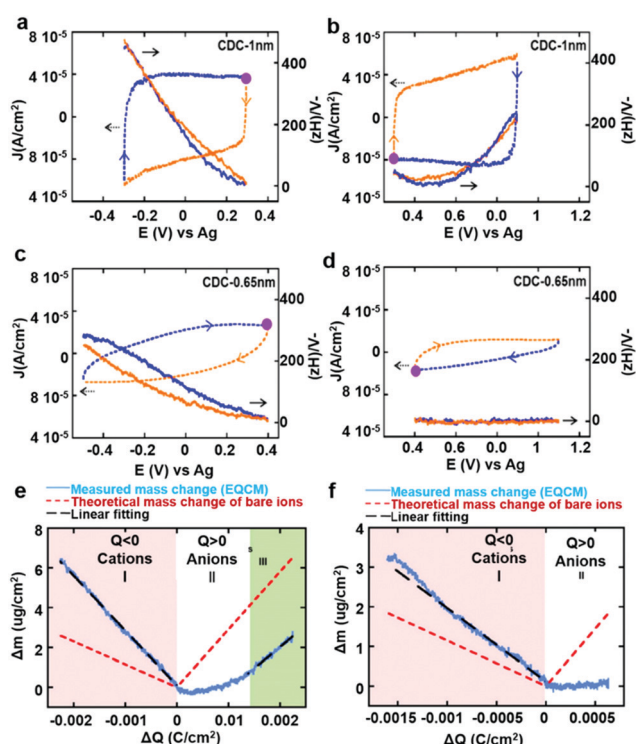 a
CDC-1nm
J(A/cm²)
8 10⁻⁵
4 10⁻⁵
0
8 10⁻⁵
4 10⁻⁵
400
200
0
(zH)/V-
-0.4 -0.2 0 0.2 0.4
E (V) vs Ag
b
CDC-1nm
J(A/cm²)
8 10⁻⁵
4 10⁻⁵
0
8 10⁻⁵
4 10⁻⁵
400
200
0
(zH)/V-
0.4 0.6 0.8 1 1.2
E (V) vs Ag
c
CDC-0.65nm
J(A/cm²)
8 10⁻⁵
4 10⁻⁵
0
8 10⁻⁵
4 10⁻⁵
400
200
0
(zH)/V-
-0.4 -0.2 0 0.2 0.4
E (V) vs Ag
d
CDC-0.65nm
J(A/cm²)
8 10⁻⁵
4 10⁻⁵
0
8 10⁻⁵
4 10⁻⁵
400
200
0
(zH)/V-
0.4 0.6 0.8 1 1.2
E (V) vs Ag
e
Measured mass change (EQCM)
Theoretical mass change of bare ions
Linear fitting
Q<0
Cations
I
Q>0
Anions
II
s
III
Δm (ug/cm²)
8
6
4
2
0
-0.002 -0.001 0 0.01 0.002
ΔQ (C/cm²)
f
Measured mass change (EQCM)
Theoretical mass change of bare ions
Linear fitting
Q<0
Cations
I
Q>0
Anions
II
Δm (ug/cm²)
4
3
2
1
0
-0.0015 -0.001 -0.0005 0 0.0005
ΔQ (C/cm²)